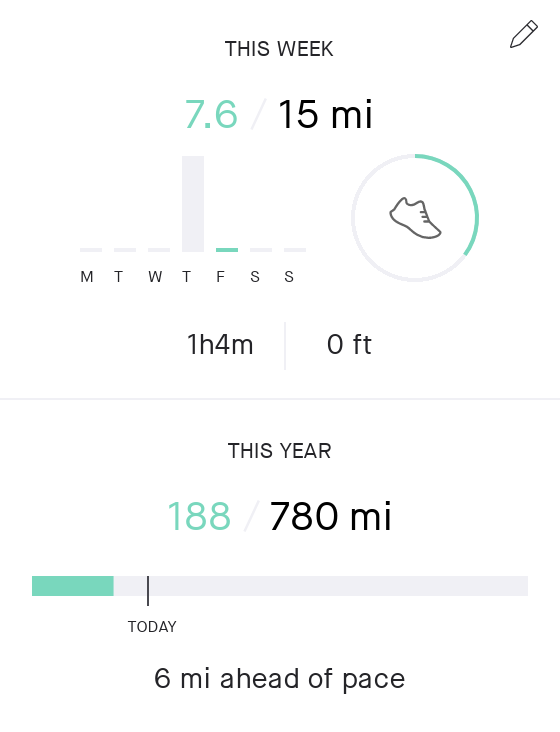 THIS WEEK
7.6 / 15 mi
M T W T F S S
1h4m
0 ft
THIS YEAR
188 / 780 mi
TODAY
6 mi ahead of pace